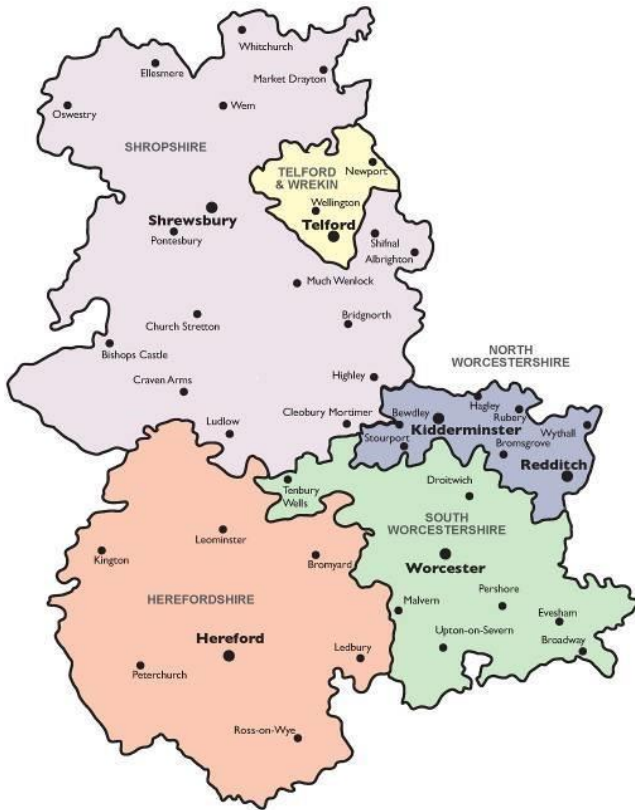 Whitchurch
Ellesmere
Market Drayton
Oswestry
Wem
SHROPSHIRE
TELFORD
& WREKIN
Newport
Wellington
Shrewsbury
Telford
Pontesbury
Shifnal
Albrighton
Much Wenlock
Church Stretton
Bridgnorth
Bishops Castle
NORTH
WORCESTERSHIRE
Craven Arms
Highley
Hagley
Cleobury Mortimer
Bewdley
Rubery
Ludlow
Kidderminster
Wythall
Stourport
Bromsgrove
Redditch
Tenbury
Wells
Droitwich
SOUTH
WORCESTERSHIRE
Leominster
Kington
Bromyard
Worcester
HEREFORDSHIRE
Malvern
Pershore
Evesham
Hereford
Upton-on-Severn
Broadway
Ledbury
Peterchurch
Ross-on-Wye